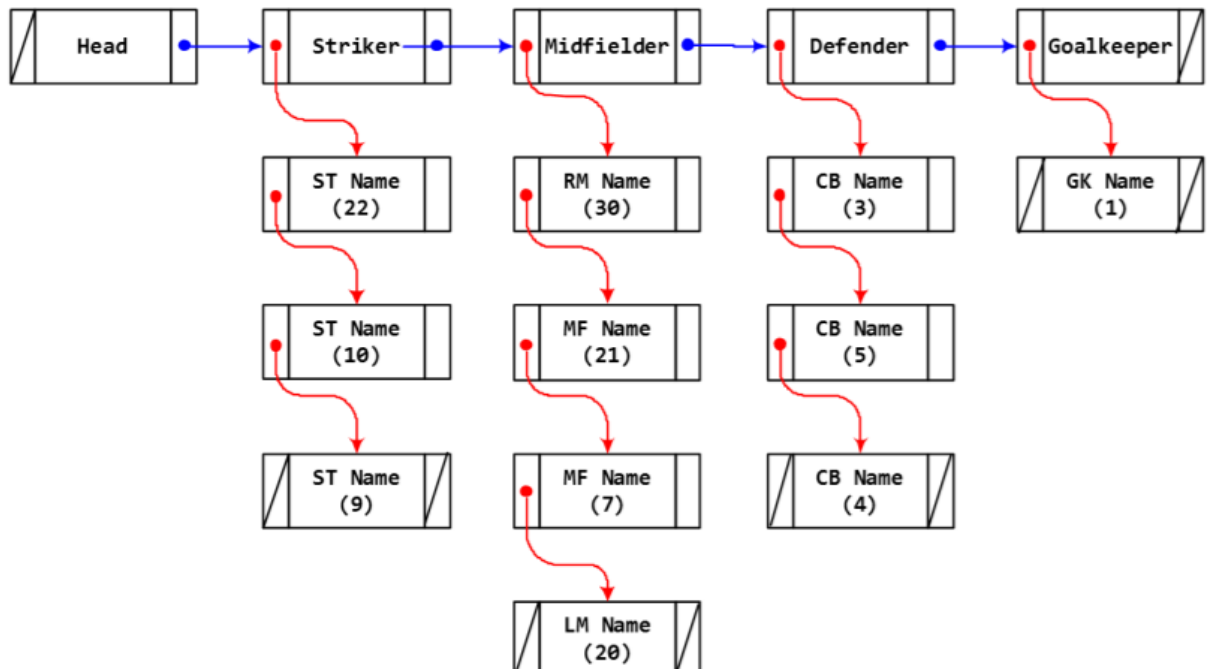 Head
Striker
Midfielder
Defender
Goalkeeper
ST Name
(22)
RM Name
(30)
CB Name
(3)
GK Name
(1)
ST Name
(10)
MF Name
(21)
CB Name
(5)
ST Name
(9)
MF Name
(7)
CB Name
(4)
LM Name
(20)